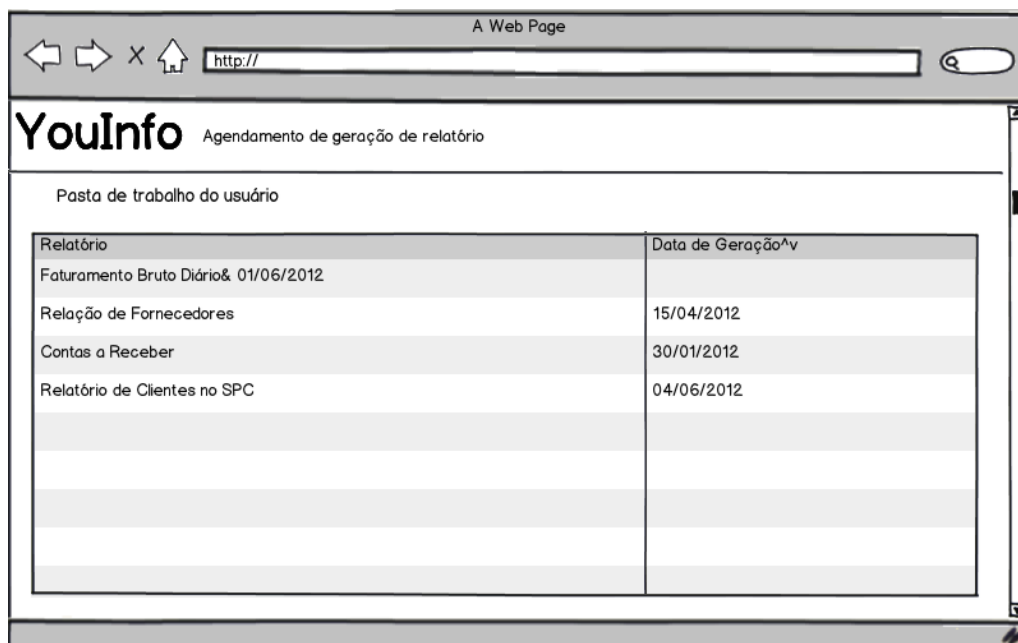 A Web Page
http://
YouInfo Agendamento de geração de relatório
Pasta de trabalho do usuário
Relatório Data de Geração^v
Faturamento Bruto Diário& 01/06/2012
Relação de Fornecedores 15/04/2012
Contas a Receber 30/01/2012
Relatório de Clientes no SPC 04/06/2012